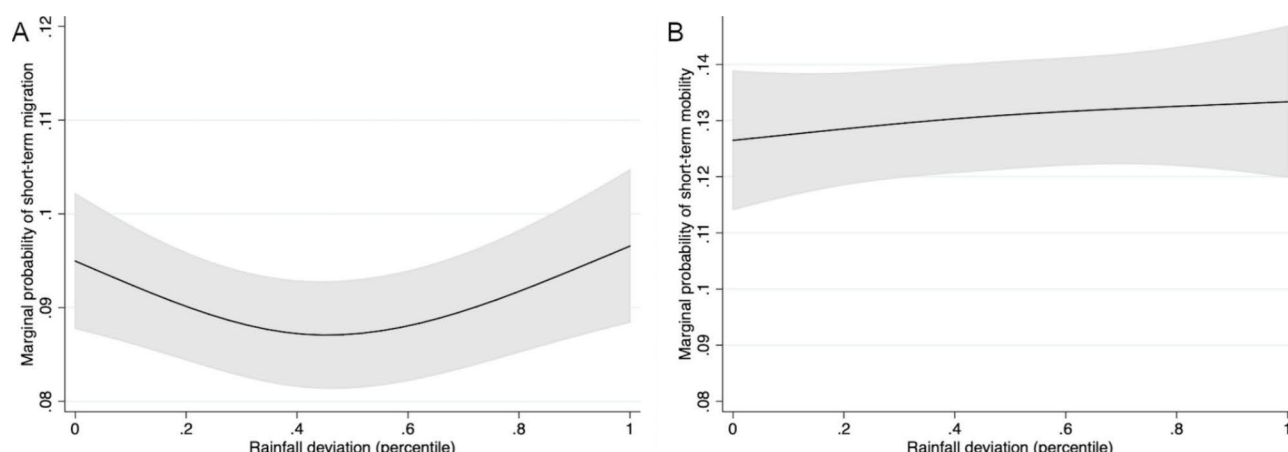 A
Marginal probability of short-term migration
.12
.11
.1
.09
.08
0 .2 .4 .6 .8 1
Rainfall deviation (percentile)
B
Marginal probability of short-term mobility
.14
.13
.12
.11
.1
.09
.08
0 .2 .4 .6 .8 1
Rainfall deviation (percentile)